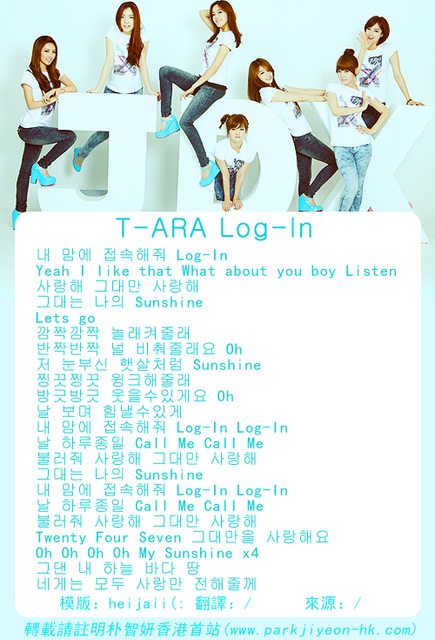 JDX
T-ARA Log-In
내 맘에 접속해줘 Log-In
Yeah I like that What about you boy Listen
사랑해 그대만 사랑해
그대는 나의 Sunshine
Lets go
깜짝깜짝 놀래켜줄래
반짝반짝 널 비춰줄래요 Oh
저 눈부신 햇살처럼 Sunshine
찡끗찡끗 윙크해줄래
방긋방긋 웃을수있게요 Oh
날 보며 힘낼수있게
내 맘에 접속해줘 Log-In Log-In
날 하루종일 Call Me Call Me
불러줘 사랑해 그대만 사랑해
그대는 나의 Sunshine
내 맘에 접속해줘 Log-In Log-In
날 하루종일 Call Me Call Me
불러줘 사랑해 그대만 사랑해
Twenty Four Seven 그대만을 사랑해요
Oh Oh Oh Oh My Sunshine x4
그댄 내 하늘 바다 땅
네게는 모두 사랑만 전해줄께
模版：heijaii(: 翻譯：/ 來源：/
轉載請註明朴智妍香港首站(www.parkjiyeon-hk.com)